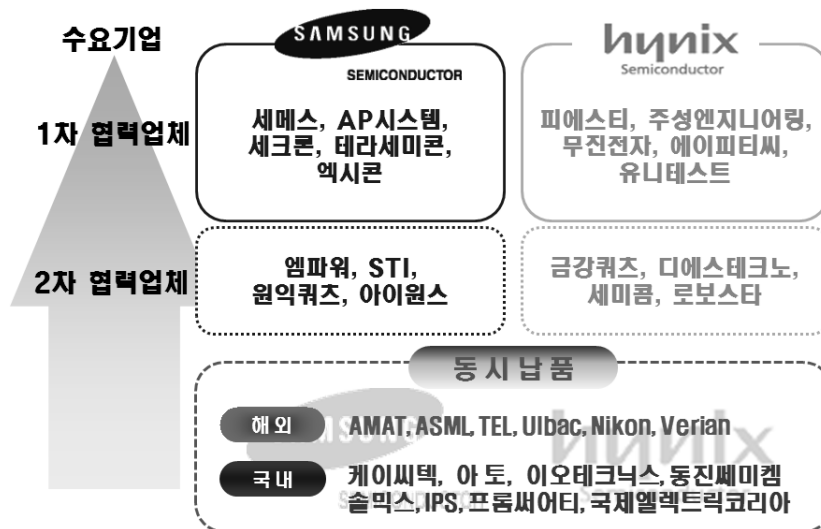 수요기업
SAMSUNG
SEMICONDUCTOR
hynix
Semiconductor
1차 협력업체
세메스, AP시스템,
세크론, 테라세미콘,
엑시콘
피에스티, 주성엔지니어링,
무진전자, 에이피티씨,
유니테스트
2차 협력업체
엠파워, STI,
원익쿼츠, 아이원스
금강쿼츠, 디에스테크노,
세미콤, 로보스타
동시납품
해외
AMAT, ASML, TEL, Ulbac, Nikon, Verian
국내
케이씨텍, 아토, 이오테크닉스, 동진쎄미켐
솔믹스, IPS, 프롬써어티, 국제엘렉트릭코리아
SAMSUNG
SEMICONDUCTOR
hynix
Semiconductor